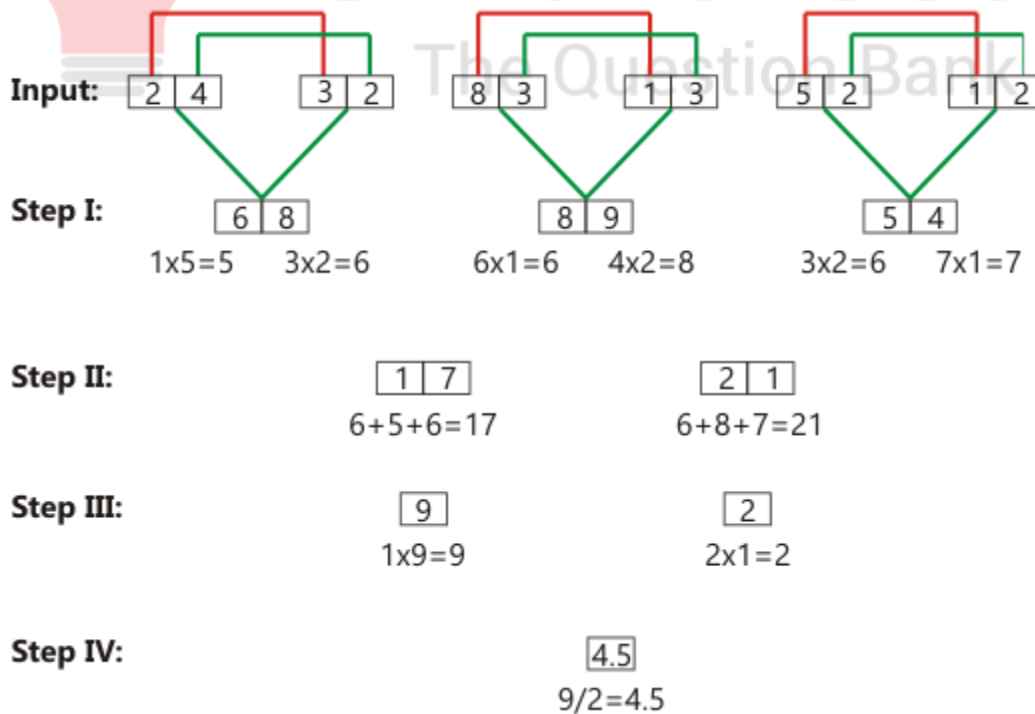 The Question Bank
Input: 2 4 3 2 8 3 1 3 5 2 1 2
Step I: 6 8 8 9 5 4
1x5=5 3x2=6 6x1=6 4x2=8 3x2=6 7x1=7
Step II: 1 7 2 1
6+5+6=17 6+8+7=21
Step III: 9 2
1x9=9 2x1=2
Step IV: 4.5
9/2=4.5